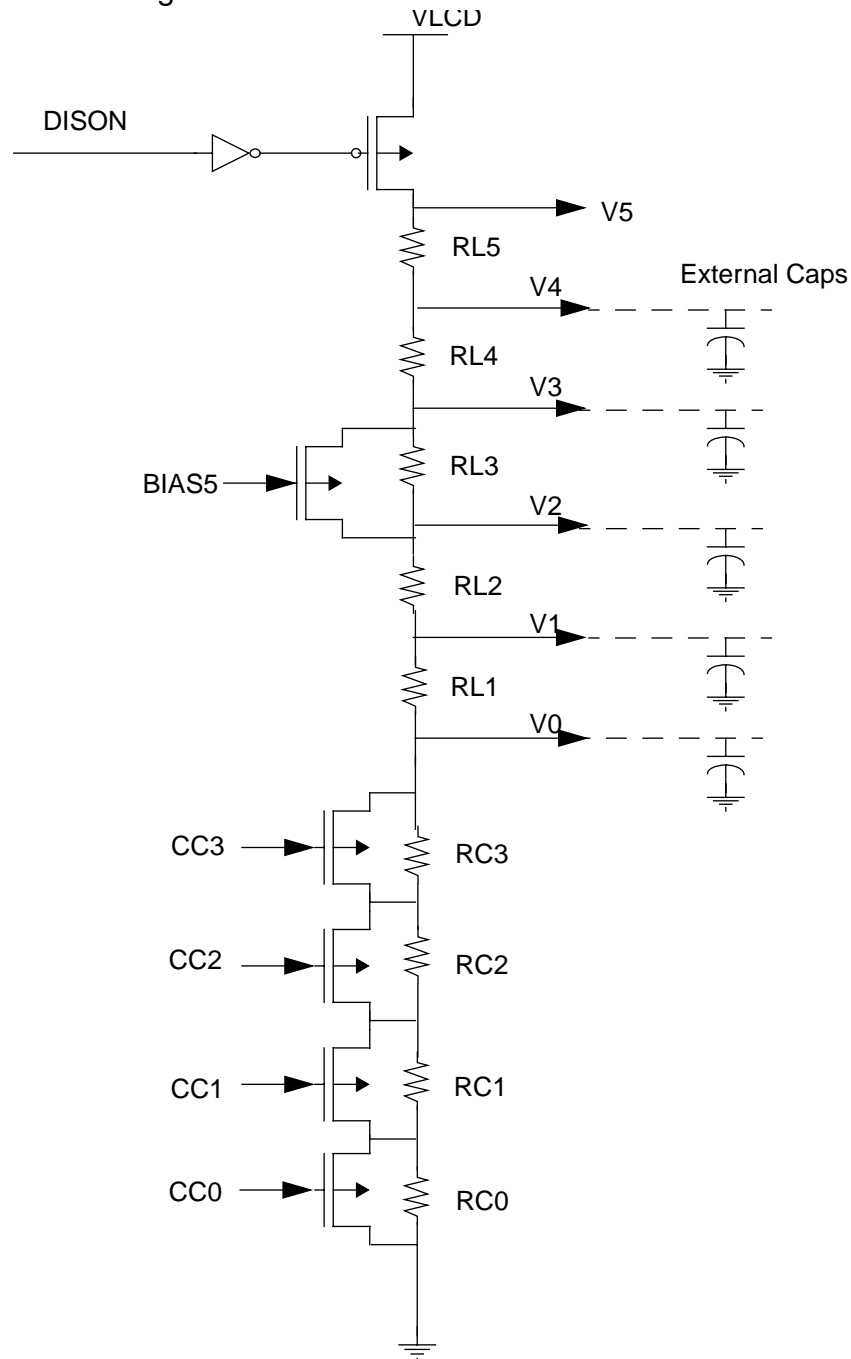 VLCD
DISON
V5
RL5
External Caps
V4
RL4
V3
BIAS5
RL3
V2
RL2
V1
RL1
V0
CC3
RC3
CC2
RC2
CC1
RC1
CC0
RC0